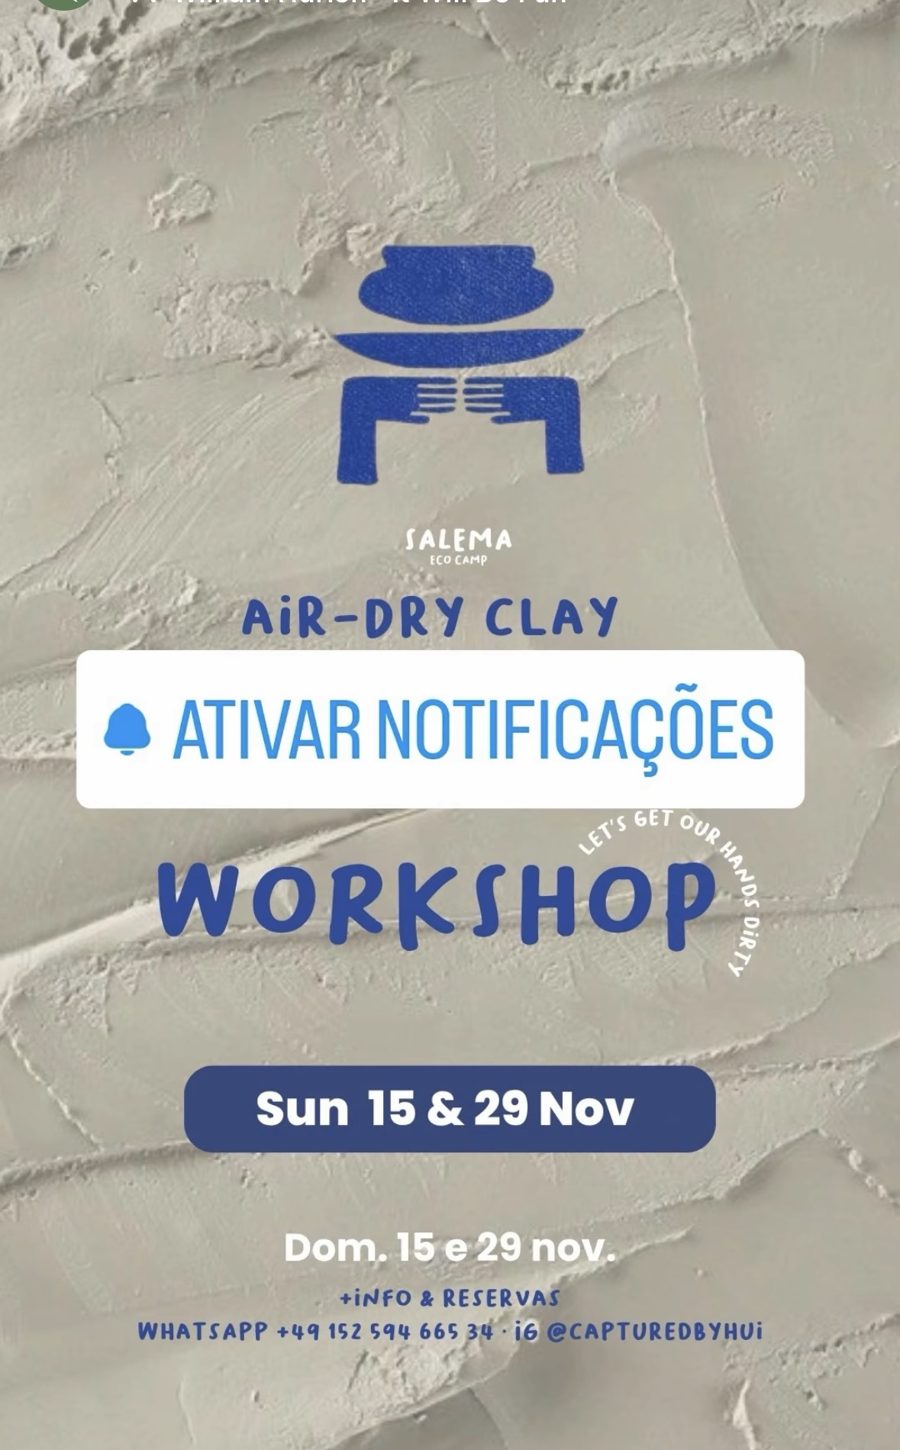 SALEMA
ECO CAMP
AiR-DRY CLAY
ATIVAR NOTIFICAÇÕES
LET'S GET OUR HANDS DiRTY
WORKSHOP
Sun 15 & 29 Nov
Dom. 15 e 29 nov.
+iNFO & RESERVAS
WHATSAPP +49 152 594 665 34 · iG @CAPTUREDBYHUi